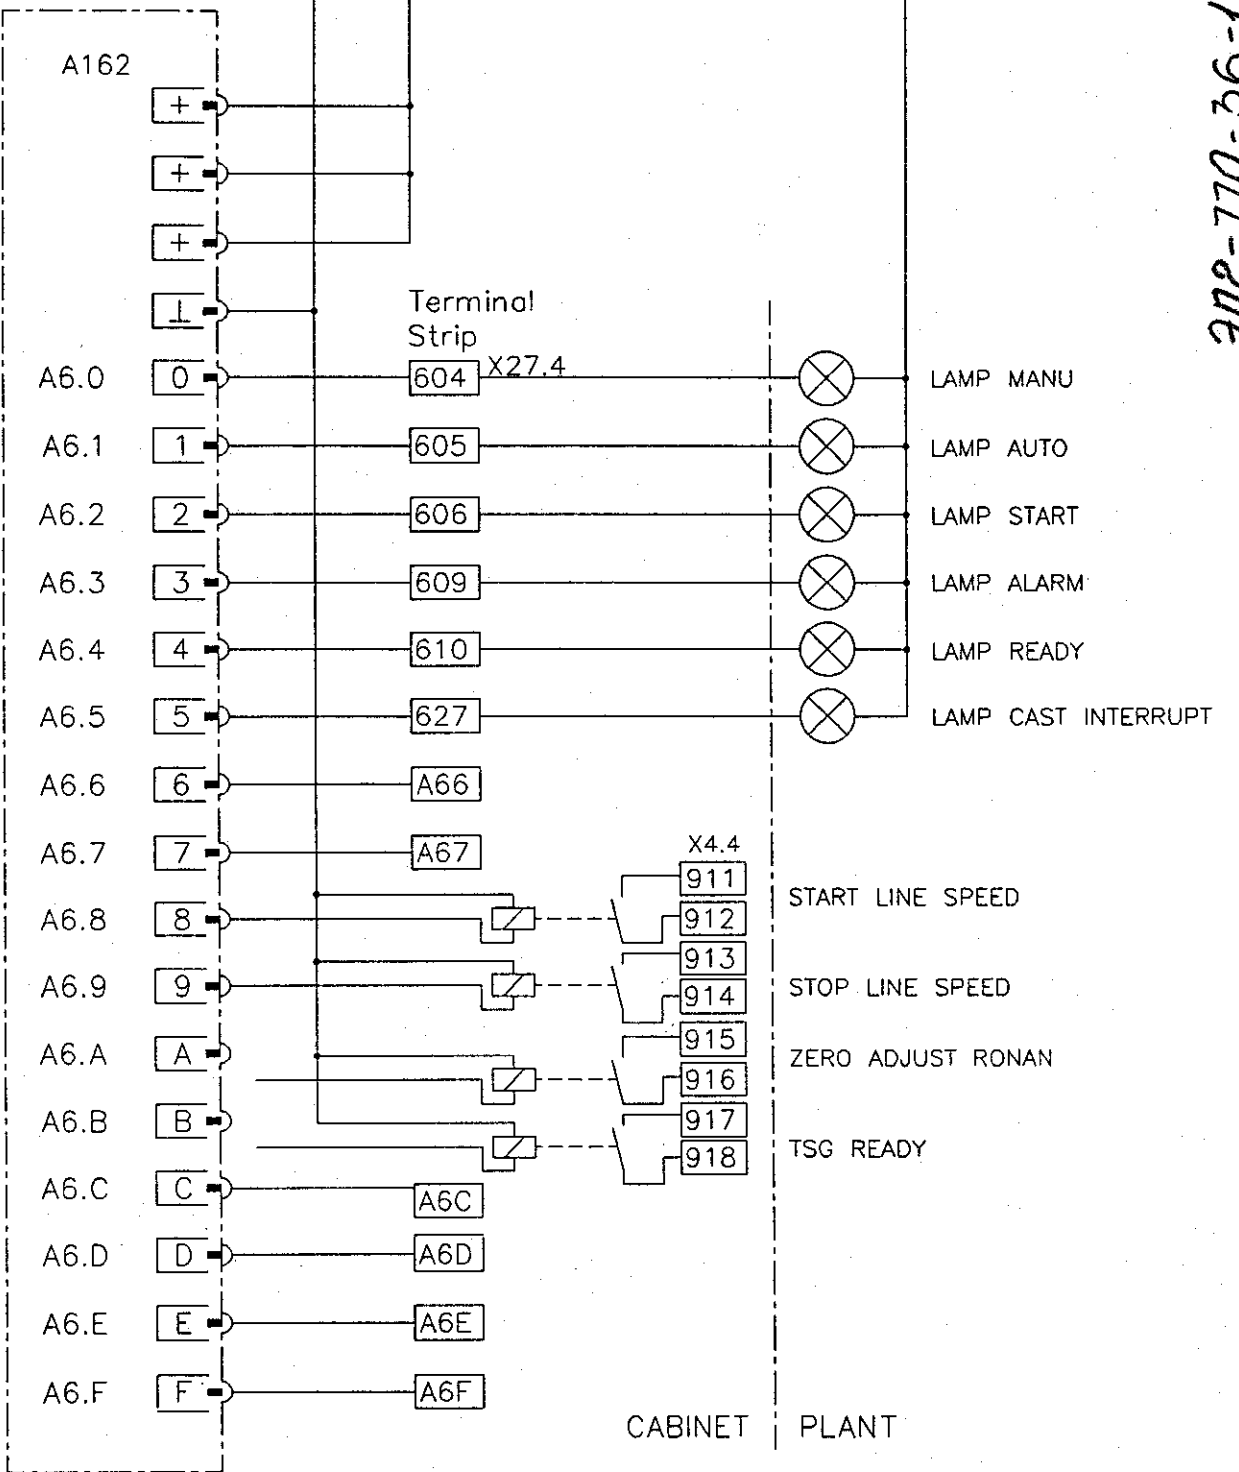 A162
+
+
+
⊥
Terminal
Strip
A6.0 0 604 X27.4 LAMP MANU
A6.1 1 605 LAMP AUTO
A6.2 2 606 LAMP START
A6.3 3 609 LAMP ALARM
A6.4 4 610 LAMP READY
A6.5 5 627 LAMP CAST INTERRUPT
A6.6 6 A66
A6.7 7 A67
X4.4
911
START LINE SPEED
A6.8 8 912
913
A6.9 9 914 STOP LINE SPEED
915
A6.A A ZERO ADJUST RONAN
916
A6.B B 917
918 TSG READY
A6.C C A6C
A6.D D A6D
A6.E E A6E
A6.F F A6F
CABINET PLANT